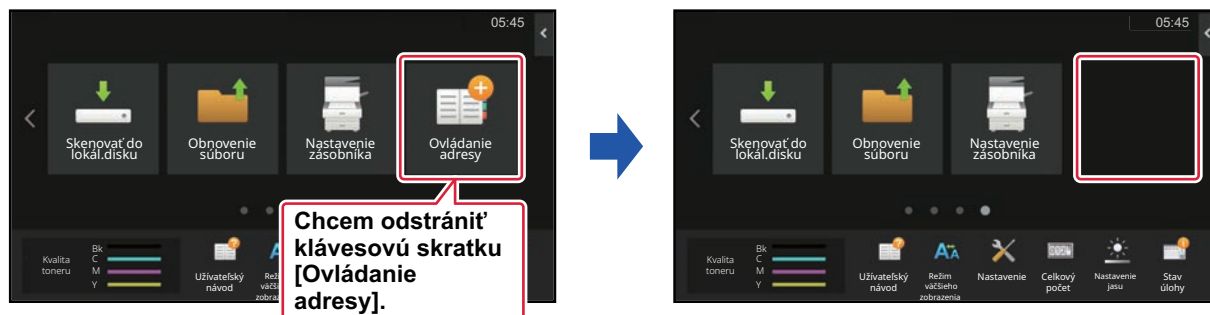 05:45
Skenovať do
lokál.disku
Obnovenie
súboru
Nastavenie
zásobníka
Ovládanie
adresy
Chcem odstrániť
klávesovú skratku
[Ovládanie
adresy].
Kvalita
toneru
Bk
C
M
Y
Užívateľský
návod
05:45
Skenovať do
lokál.disku
Obnovenie
súboru
Nastavenie
zásobníka
Kvalita
toneru
Bk
C
M
Y
Užívateľský
návod
Režim
väčšieho
zobrazenia
Nastavenie
Celkový
počet
Nastavenie
jasu
Stav
úlohy